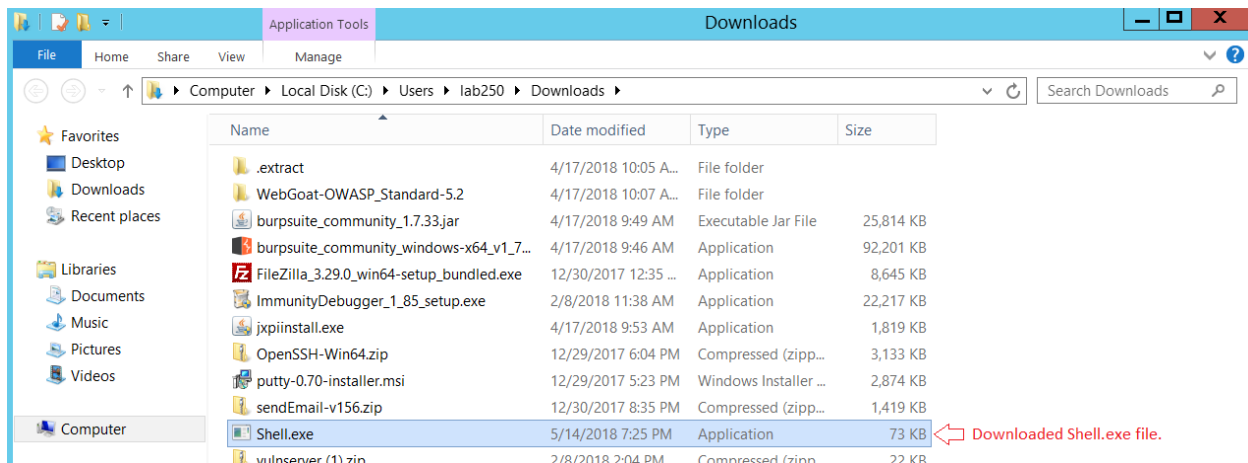 Application Tools Downloads
File Home Share View Manage
Computer Local Disk (C:) Users lab250 Downloads Search Downloads
Favorites
Desktop
Downloads
Recent places
Libraries
Documents
Music
Pictures
Videos
Computer
Name Date modified Type Size
.extract 4/17/2018 10:05 A... File folder
WebGoat-OWASP_Standard-5.2 4/17/2018 10:07 A... File folder
burpsuite_community_1.7.33.jar 4/17/2018 9:49 AM Executable Jar File 25,814 KB
burpsuite_community_windows-x64_v1_7... 4/17/2018 9:46 AM Application 92,201 KB
FileZilla_3.29.0_win64-setup_bundled.exe 12/30/2017 12:35 ... Application 8,645 KB
ImmunityDebugger_1_85_setup.exe 2/8/2018 11:38 AM Application 22,217 KB
jxpiinstall.exe 4/17/2018 9:53 AM Application 1,819 KB
OpenSSH-Win64.zip 12/29/2017 6:04 PM Compressed (zipp... 3,133 KB
putty-0.70-installer.msi 12/29/2017 5:23 PM Windows Installer ... 2,874 KB
sendEmail-v156.zip 12/30/2017 8:35 PM Compressed (zipp... 1,419 KB
Shell.exe 5/14/2018 7:25 PM Application 73 KB Downloaded Shell.exe file.
vulnserver (1).zip 2/8/2018 2:04 PM Compressed (zipp... 22 KB